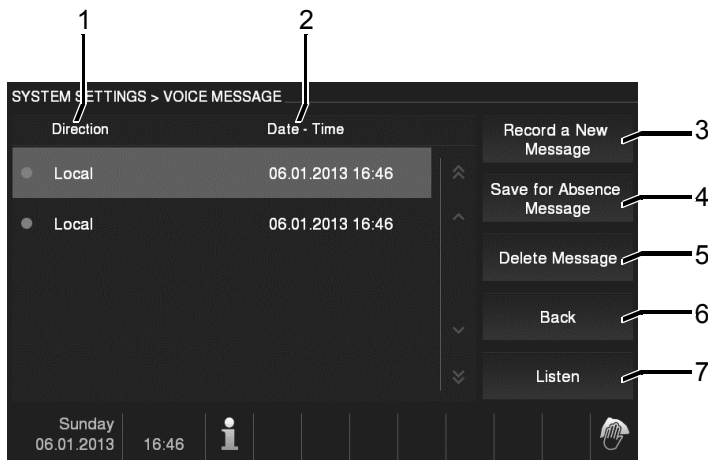 1 2
SYSTEM SETTINGS > VOICE MESSAGE
Direction Date - Time
Record a New
Message
3
Local 06.01.2013 16:46
Save for Absence
Message
4
Local 06.01.2013 16:46
Delete Message 5
Back 6
Listen 7
Sunday
06.01.2013 16:46